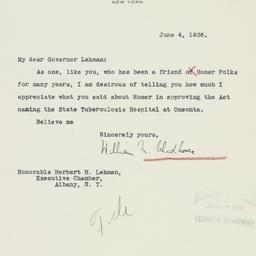 NEW YORK
June 4, 1936.
My dear Governor Lehman:
As one, like you, who has been a friend of Homer Folks
for many years, I am desirous of telling you how much I
appreciate what you said about Homer in approving the Act
naming the State Tuberculosis Hospital at Oneonta.
Believe me
Sincerely yours,
William N.
Honorable Herbert H. Lehman,
Executive Chamber,
Albany, N. Y.
EXECUTIVE DEPARTMENT
file